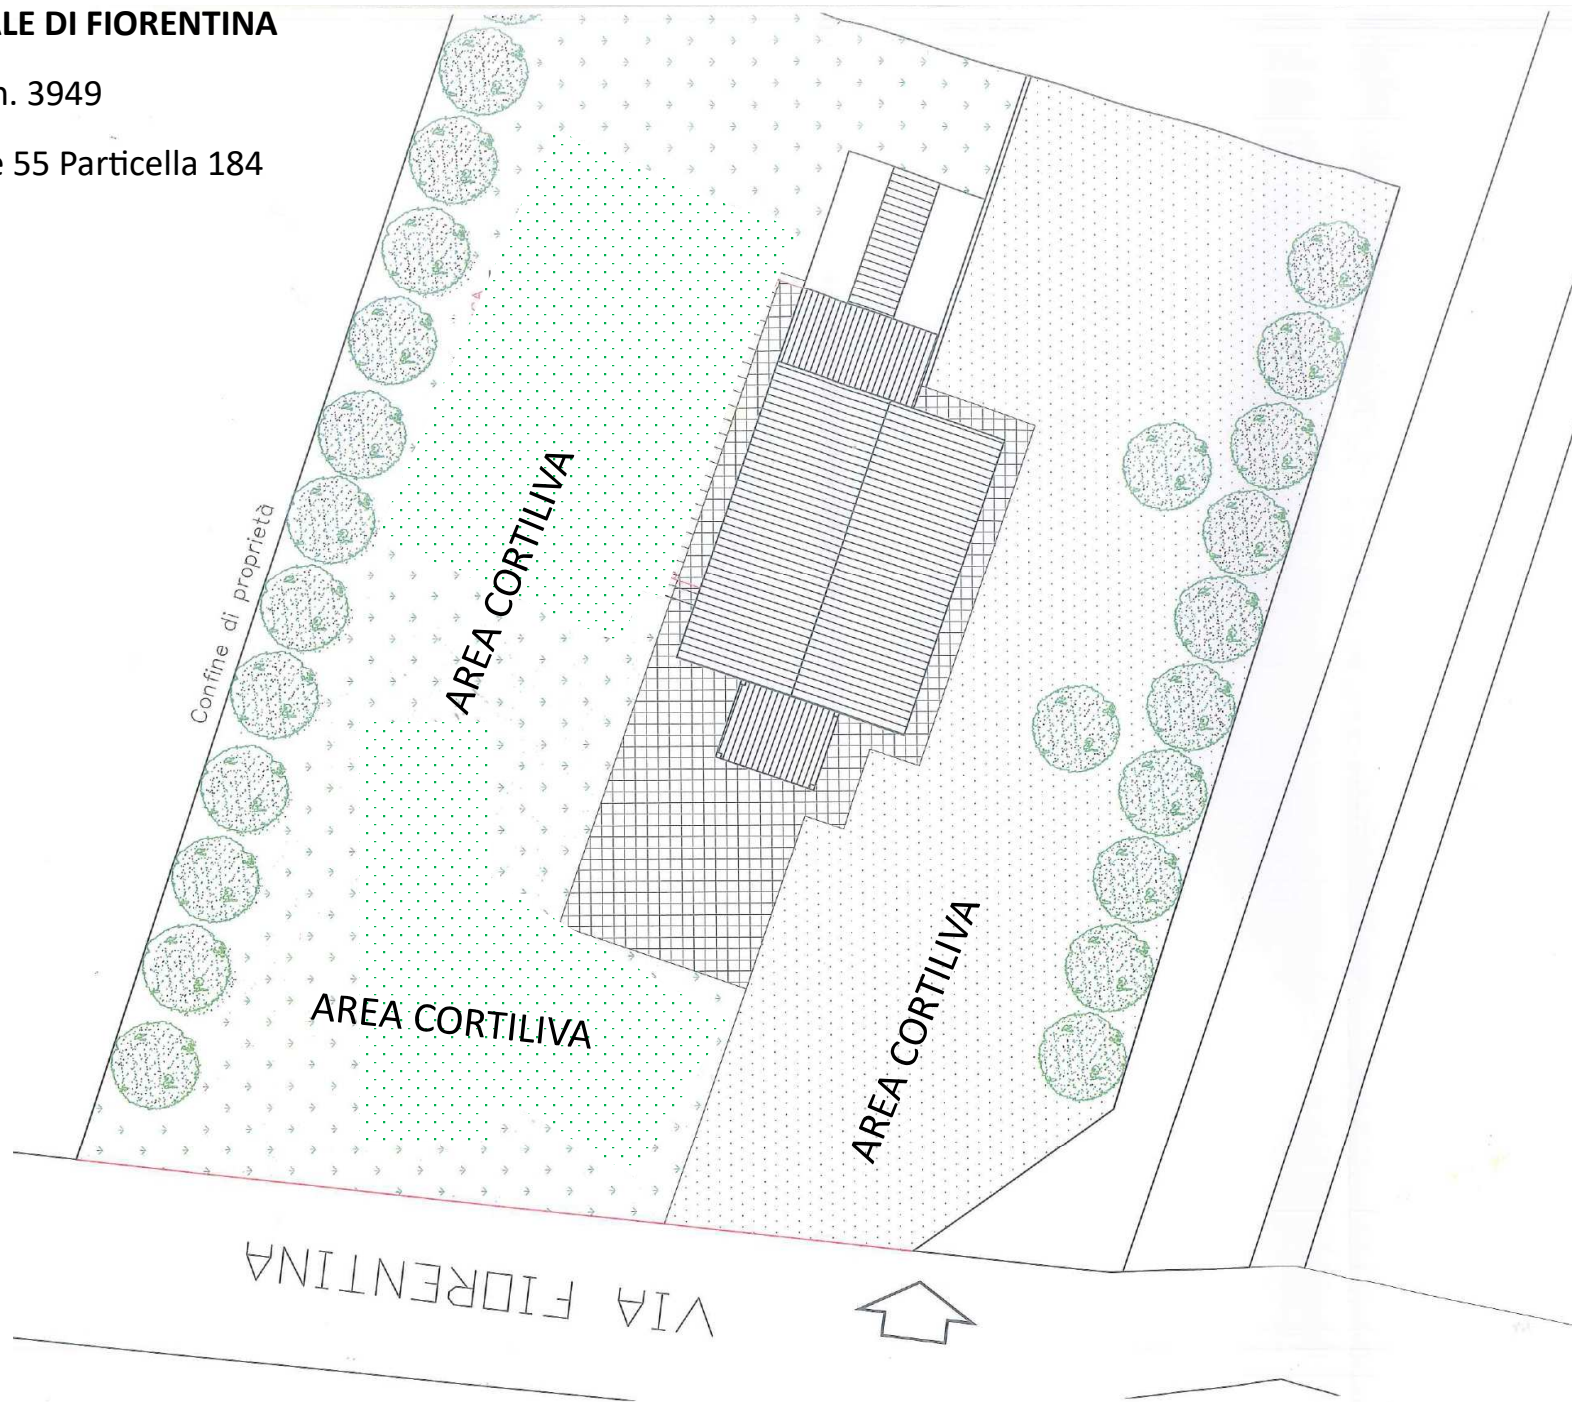 ALE DI FIORENTINA
n. 3949
e 55 Particella 184
Confine di proprietà
AREA CORTILIVA
AREA CORTILIVA
AREA CORTILIVA
VIA FIORENTINA